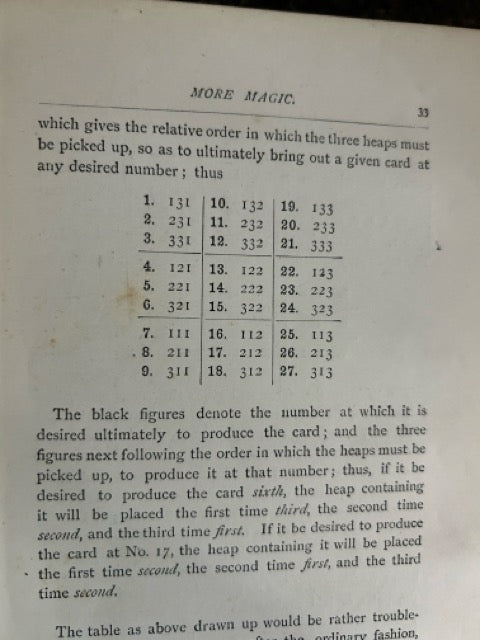 MORE MAGIC.
33
which gives the relative order in which the three heaps must
be picked up, so as to ultimately bring out a given card at
any desired number; thus
1. 131 10. 132 19. 133
2. 231 11. 232 20. 233
3. 331 12. 332 21. 333
4. 121 13. 122 22. 123
5. 221 14. 222 23. 223
6. 321 15. 322 24. 323
7. 111 16. 112 25. 113
8. 211 17. 212 26. 213
9. 311 18. 312 27. 313
The black figures denote the number at which it is
desired ultimately to produce the card; and the three
figures next following the order in which the heaps must be
picked up, to produce it at that number; thus, if it be
desired to produce the card sixth, the heap containing
it will be placed the first time third, the second time
second, and the third time first. If it be desired to produce
the card at No. 17, the heap containing it will be placed
the first time second, the second time first, and the third
time second.
The table as above drawn up would be rather trouble-
the ordinary fashion,